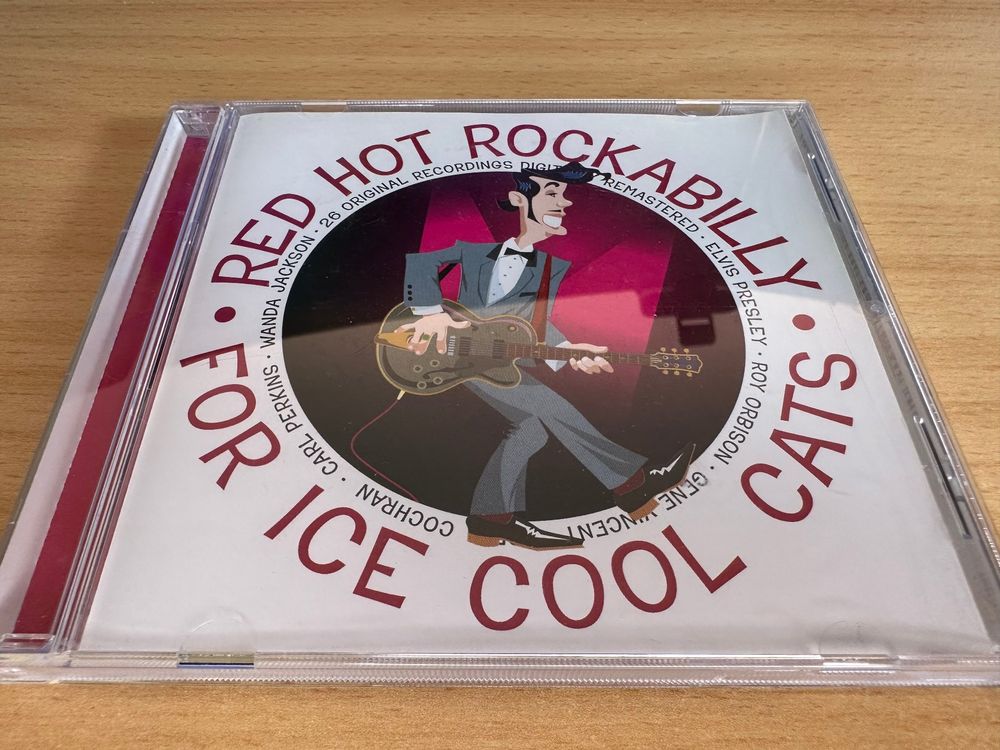 RED HOT ROCKABILLY
• FOR ICE COOL CATS •
26 ORIGINAL RECORDINGS REMASTERED · ELVIS PRESLEY · ROY ORBISON · GENE VINCENT
COCHRAN · CARL PERKINS · WANDA JACKSON ·